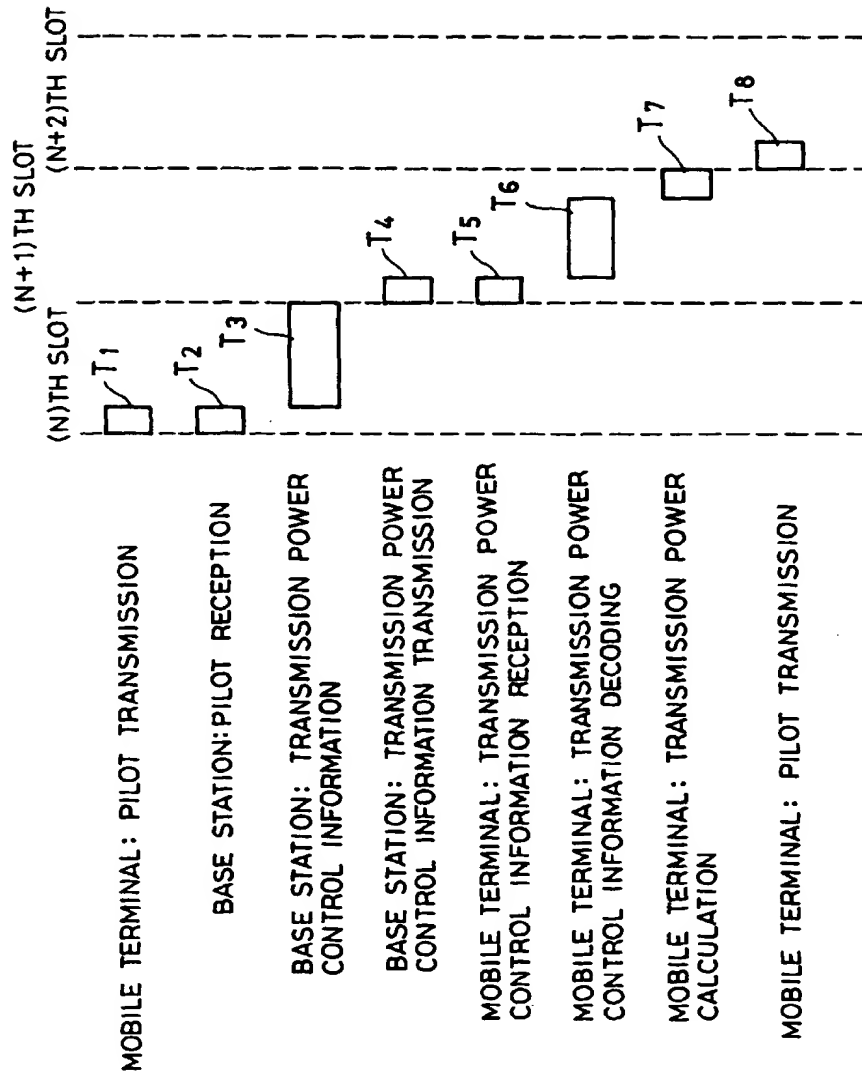 (N)TH SLOT
(N+1)TH SLOT
(N+2)TH SLOT
MOBILE TERMINAL: PILOT TRANSMISSION
T1
BASE STATION:PILOT RECEPTION
T2
BASE STATION: TRANSMISSION POWER
CONTROL INFORMATION
T3
BASE STATION: TRANSMISSION POWER
CONTROL INFORMATION TRANSMISSION
T4
MOBILE TERMINAL: TRANSMISSION POWER
CONTROL INFORMATION RECEPTION
T5
MOBILE TERMINAL: TRANSMISSION POWER
CONTROL INFORMATION DECODING
T6
MOBILE TERMINAL: TRANSMISSION POWER
CALCULATION
T7
MOBILE TERMINAL: PILOT TRANSMISSION
T8